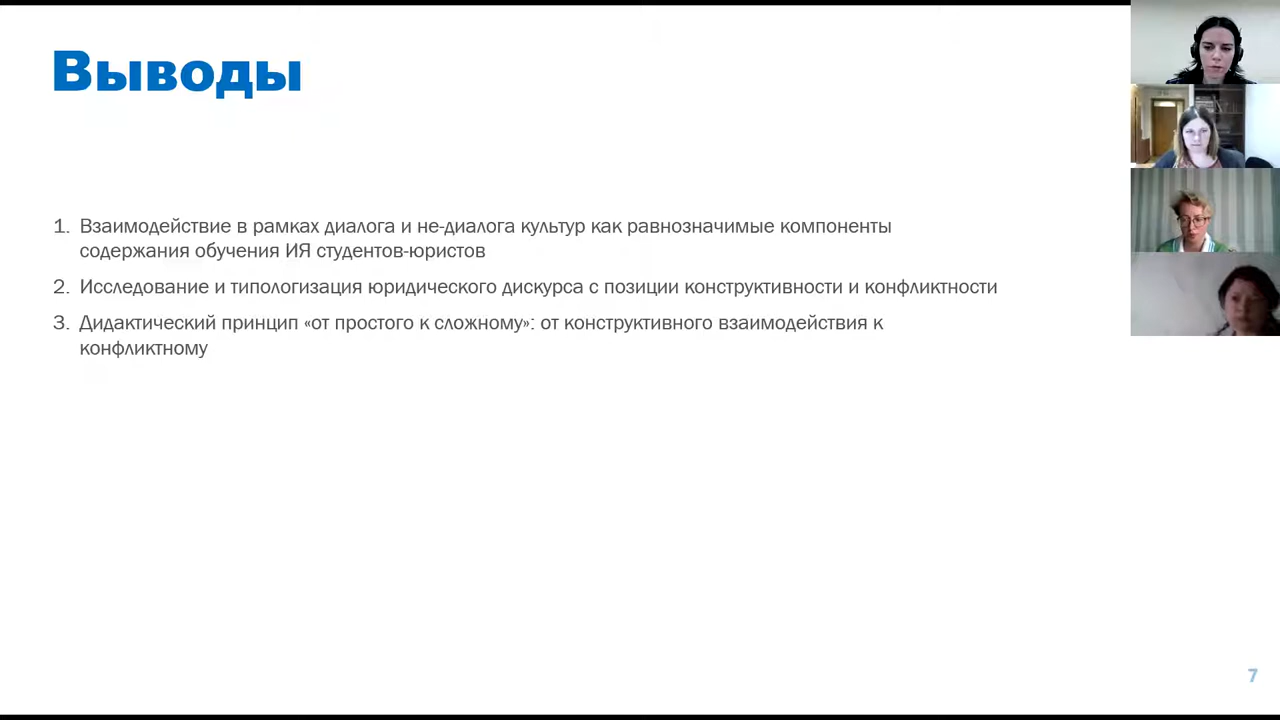 Выводы
1. Взаимодействие в рамках диалога и не-диалога культур как равнозначимые компоненты
содержания обучения ИЯ студентов-юристов
2. Исследование и типологизация юридического дискурса с позиции конструктивности и конфликтности
3. Дидактический принцип «от простого к сложному»: от конструктивного взаимодействия к
конфликтному
7